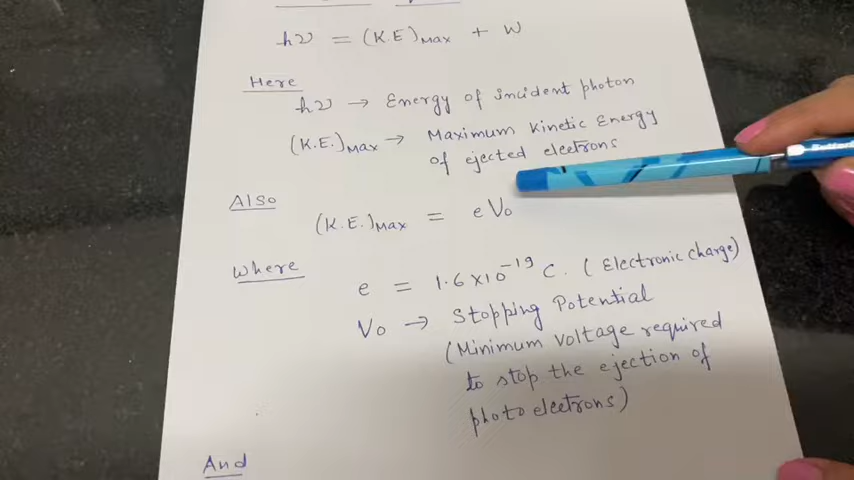 hν = (K.E)Max + W
Here
hν → Energy of incident photon
(K.E.)Max → Maximum Kinetic Energy
of ejected electrons
Also
(K.E.)Max = eV₀
Where
e = 1.6×10⁻¹⁹ C. (Electronic Charge)
V₀ → Stopping Potential
(Minimum voltage required
to stop the ejection of
photo electrons)
And